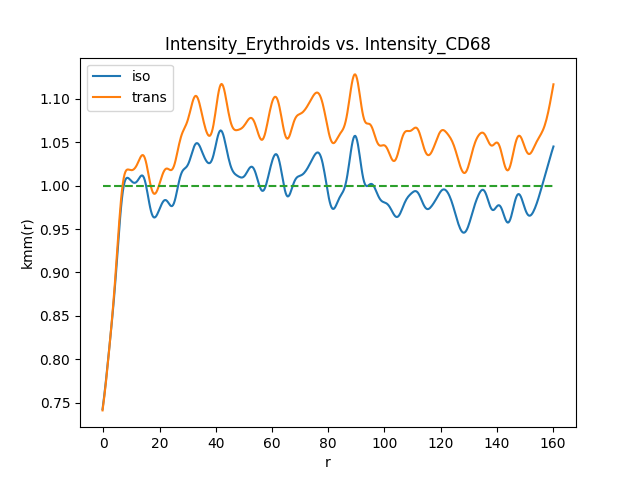 Intensity_Erythroids vs. Intensity_CD68
iso
trans
1.10
1.05
1.00
0.95
0.90
0.85
0.80
0.75
kmm(r)
0 20 40 60 80 100 120 140 160
r